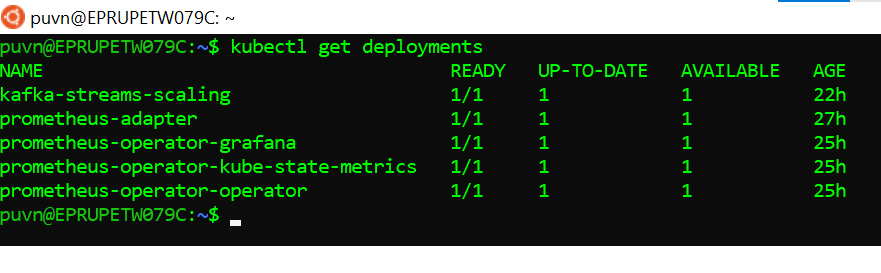 puvn@EPRUPETW079C: ~
puvn@EPRUPETW079C:~$ kubectl get deployments
NAME READY UP-TO-DATE AVAILABLE AGE
kafka-streams-scaling 1/1 1 1 22h
prometheus-adapter 1/1 1 1 27h
prometheus-operator-grafana 1/1 1 1 25h
prometheus-operator-kube-state-metrics 1/1 1 1 25h
prometheus-operator-operator 1/1 1 1 25h
puvn@EPRUPETW079C:~$